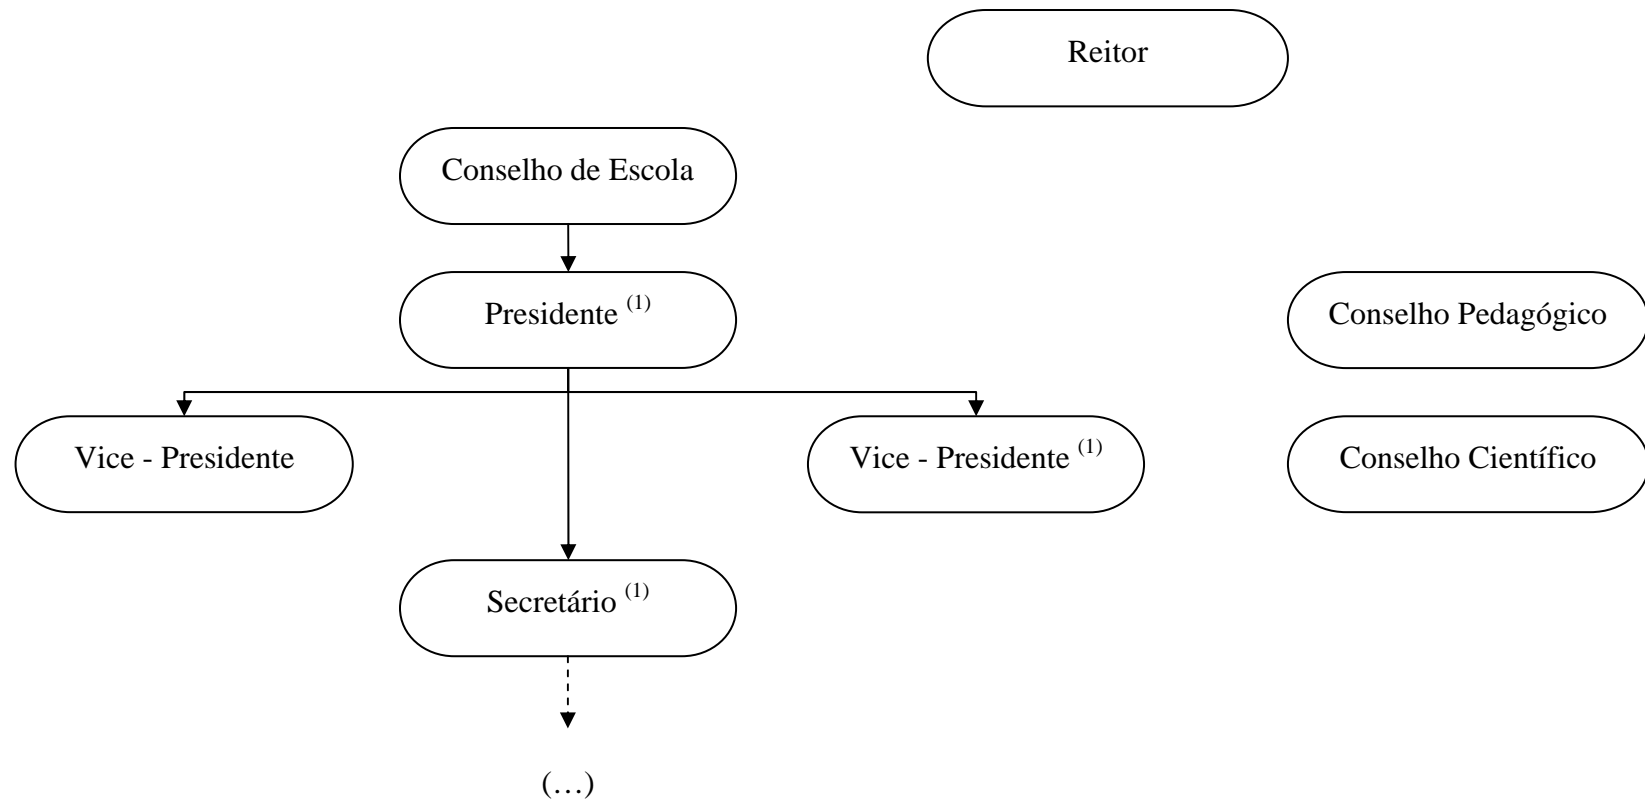 Reitor
Conselho de Escola
Presidente (1)
Conselho Pedagógico
Vice - Presidente
Vice - Presidente (1)
Conselho Científico
Secretário (1)
(…)